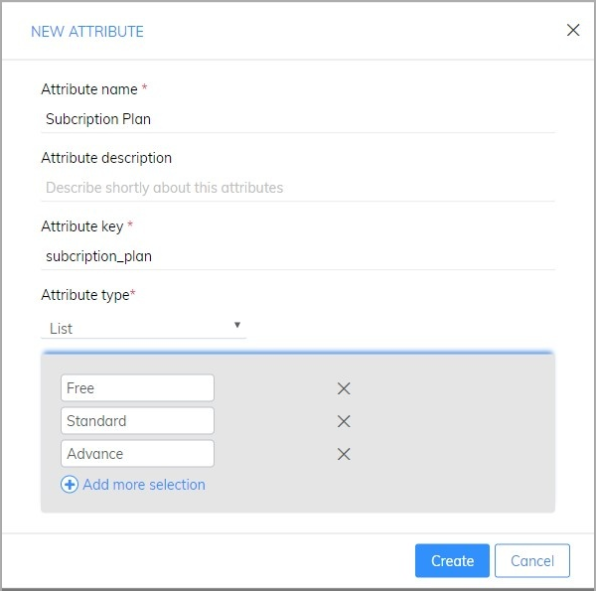 NEW ATTRIBUTE
Attribute name *
Subcription Plan
Attribute description
Describe shortly about this attributes
Attribute key *
subcription_plan
Attribute type*
List
Free
Standard
Advance
Add more selection
Create Cancel